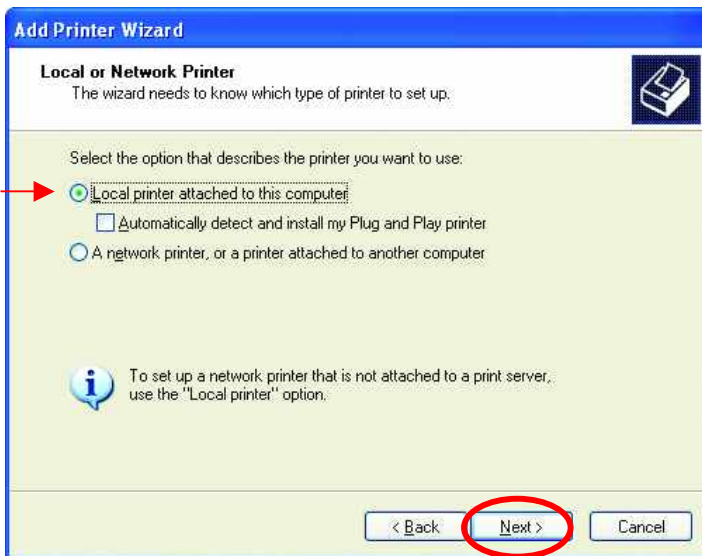 Add Printer Wizard
Local or Network Printer
The wizard needs to know which type of printer to set up.
Select the option that describes the printer you want to use:
Local printer attached to this computer
Automatically detect and install my Plug and Play printer
A network printer, or a printer attached to another computer
To set up a network printer that is not attached to a print server,
use the "Local printer" option.
< Back
Next >
Cancel